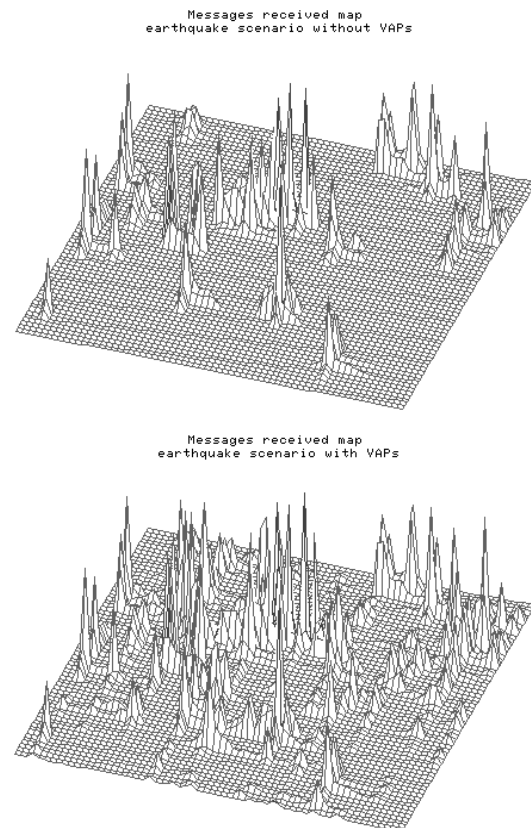 Messages received map
earthquake scenario without VAPs
Messages received map
earthquake scenario with VAPs